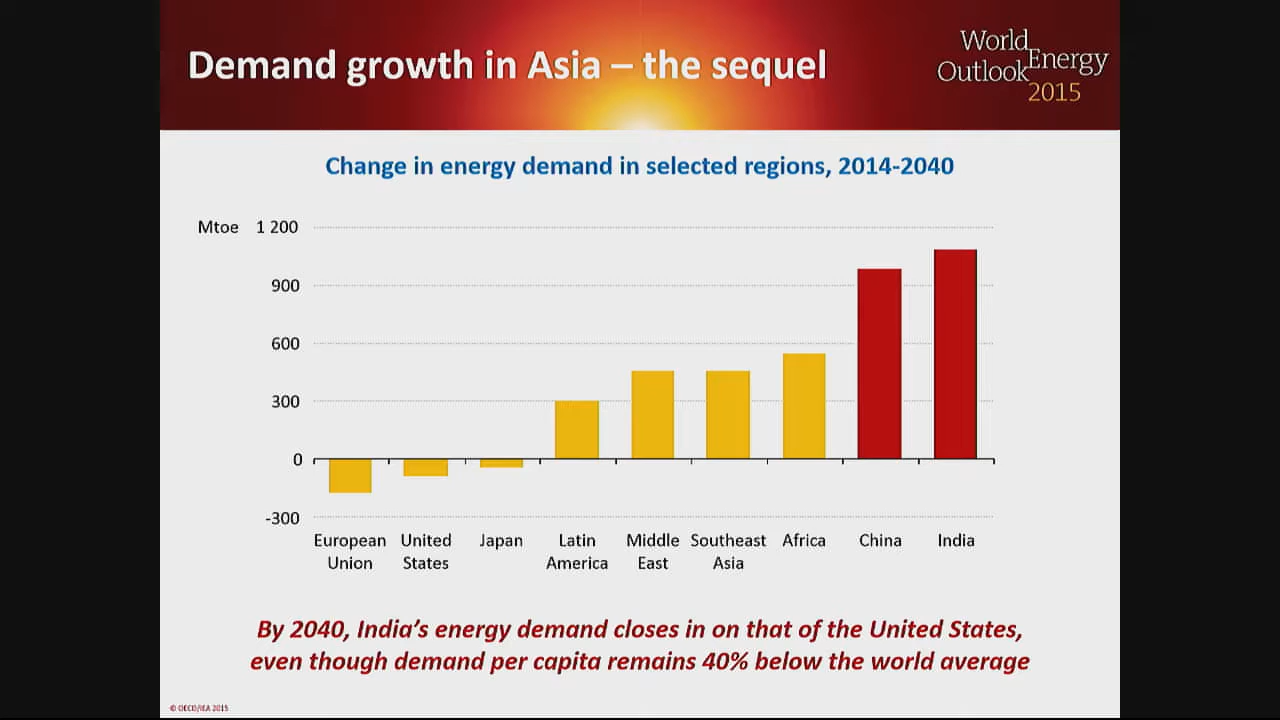 Demand growth in Asia – the sequel
World Energy
Outlook
2015
Change in energy demand in selected regions, 2014-2040
Mtoe 1 200
900
600
300
0
-300
European United Japan Latin Middle Southeast Africa China India
Union States America East Asia
By 2040, India's energy demand closes in on that of the United States,
even though demand per capita remains 40% below the world average
© OECD/IEA 2015